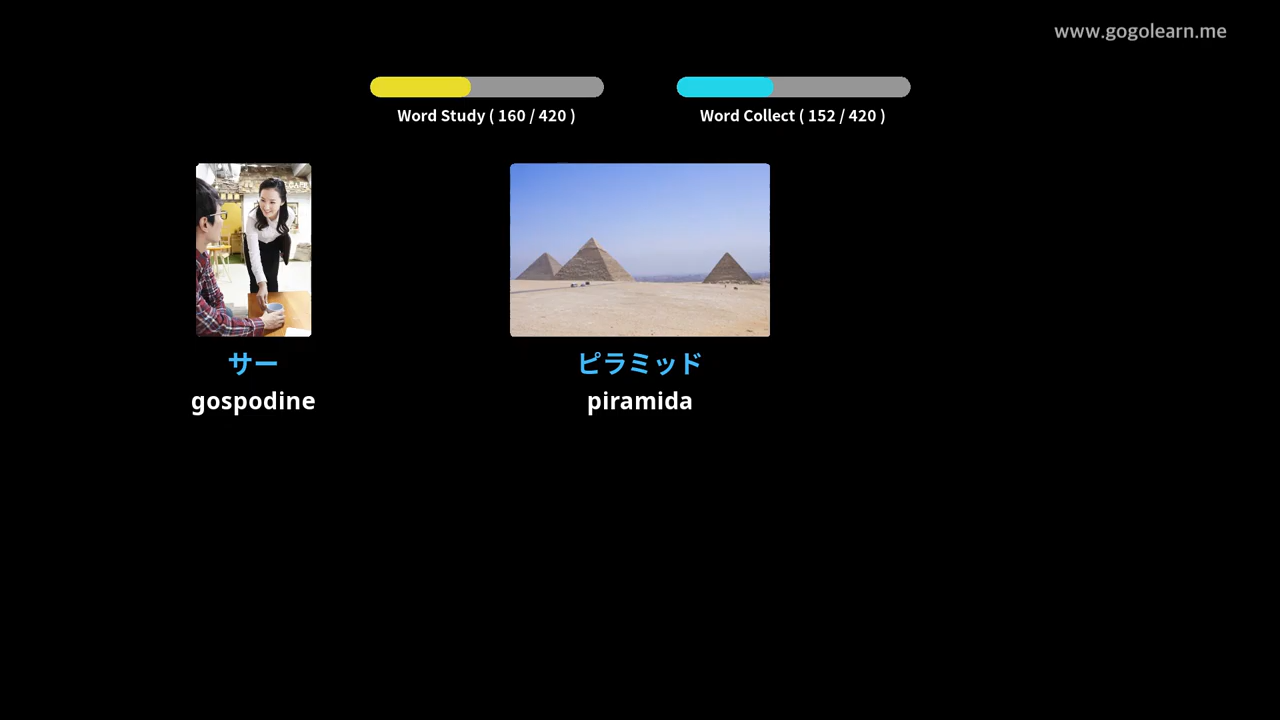 www.gogolearn.me
Word Study ( 160 / 420 )
Word Collect ( 152 / 420 )
サー
gospodine
ピラミッド
piramida